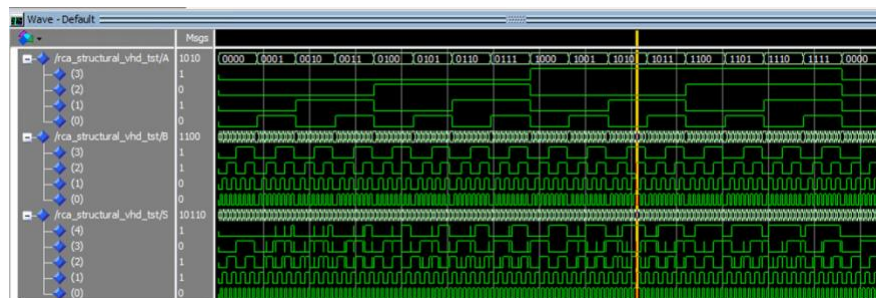 Wave - Default
Msgs
/rca_structural_vhd_tst/A 1010 0000 0001 0010 0011 0100 0101 0110 0111 1000 1001 1010 1011 1100 1101 1110 1111 0000
(3) 1
(2) 0
(1) 1
(0) 0
/rca_structural_vhd_tst/B 1100
(3) 1
(2) 1
(1) 0
(0) 0
/rca_structural_vhd_tst/S 10110
(4) 1
(3) 0
(2) 1
(1) 1
(0) 0